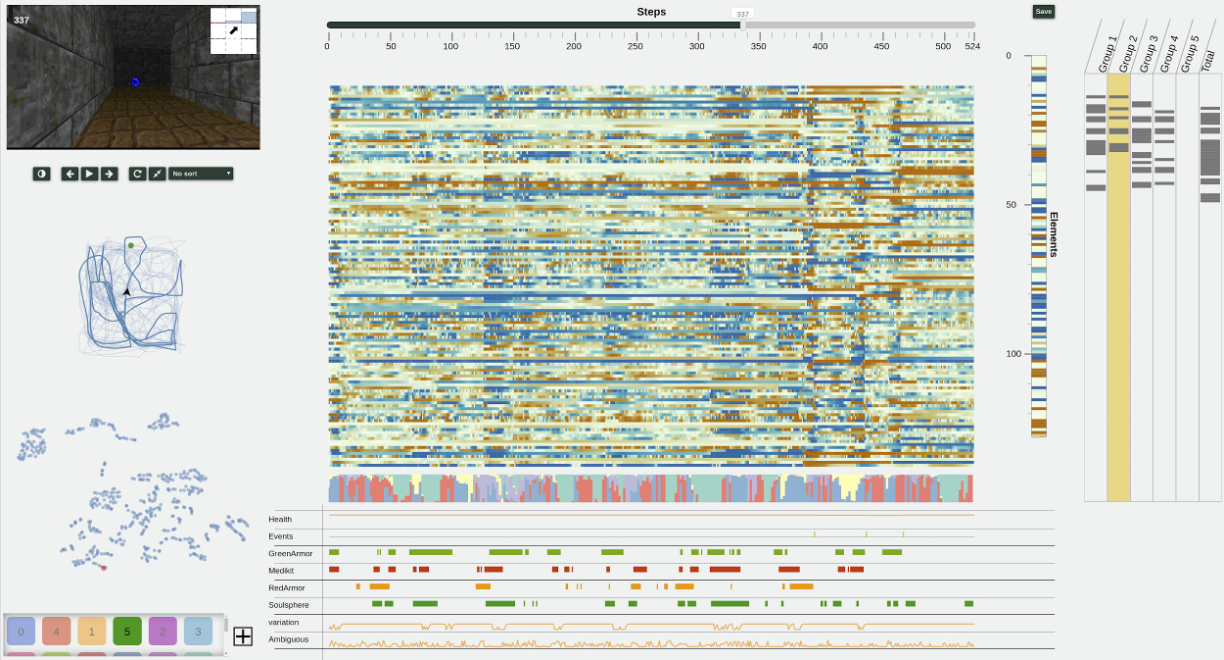 337
Steps
337
0 50 100 150 200 250 300 350 400 450 500 524
Save
No sort
0
50
100
Elements
Group 1
Group 2
Group 3
Group 4
Group 5
Total
Health
Events
GreenArmor
Medikit
RedArmor
Soulsphere
variation
Ambiguous
0 4 1 5 2 3